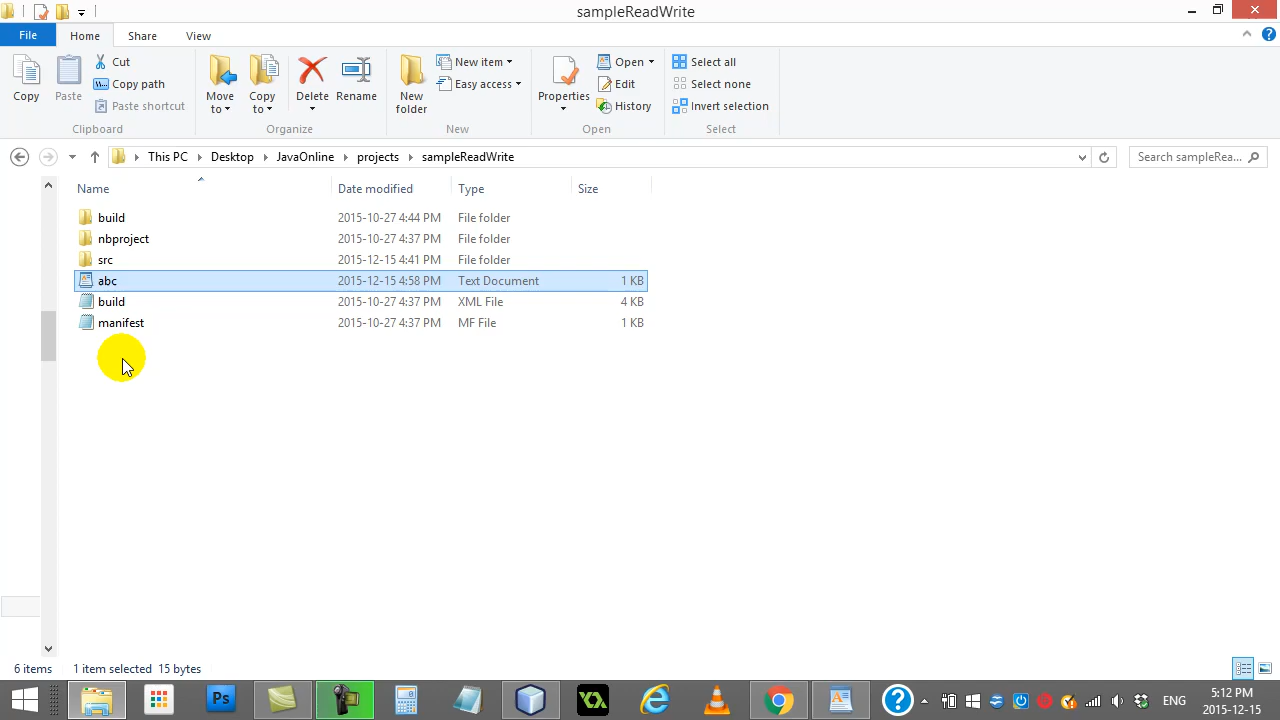 sampleReadWrite
File Home Share View
Copy
Paste
Cut
Copy path
Paste shortcut
Clipboard
Move to
Copy to
Delete
Rename
Organize
New folder
New item
Easy access
New
Properties
Open
Edit
History
Open
Select all
Select none
Invert selection
Select
This PC Desktop JavaOnline projects sampleReadWrite
Search sampleRea...
Name Date modified Type Size
build 2015-10-27 4:44 PM File folder
nbproject 2015-10-27 4:37 PM File folder
src 2015-12-15 4:41 PM File folder
abc 2015-12-15 4:58 PM Text Document 1 KB
build 2015-10-27 4:37 PM XML File 4 KB
manifest 2015-10-27 4:37 PM MF File 1 KB
6 items 1 item selected 15 bytes
Ps
ENG
5:12 PM
2015-12-15